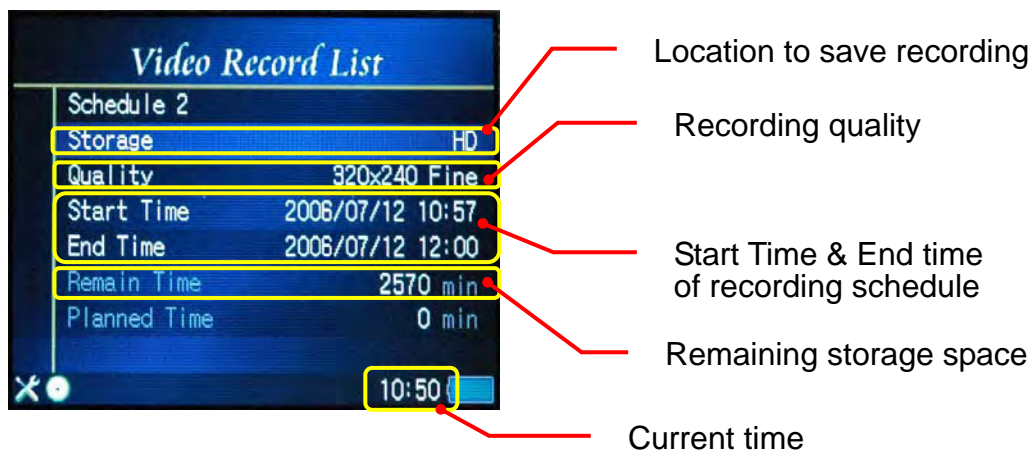 Video Record List
Schedule 2
Storage HD
Quality 320x240 Fine
Start Time 2006/07/12 10:57
End Time 2006/07/12 12:00
Remain Time 2570 min
Planned Time 0 min
10:50
Location to save recording
Recording quality
Start Time & End time
of recording schedule
Remaining storage space
Current time